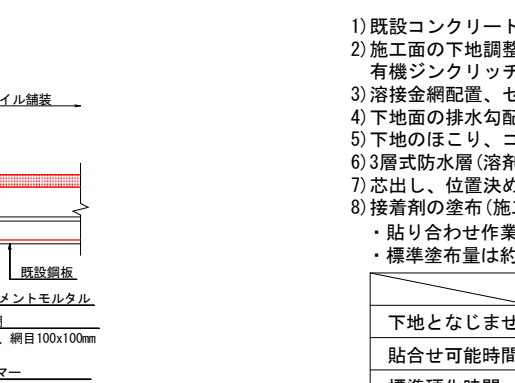 イル舗装
既設鋼板
メントモルタル
、網目100x100mm
マー
1)既設コンクリート
2)施工面の下地調整
有機ジンクリッチ
3)溶接金網配置、セ
4)下地面の排水勾配
5)下地のほこり、コ
6)3層式防水層(溶剤
7)芯出し、位置決め
8)接着剤の塗布(施工
・貼り合わせ作業
・標準塗布量は約
下地となじませ
貼合せ可能時間